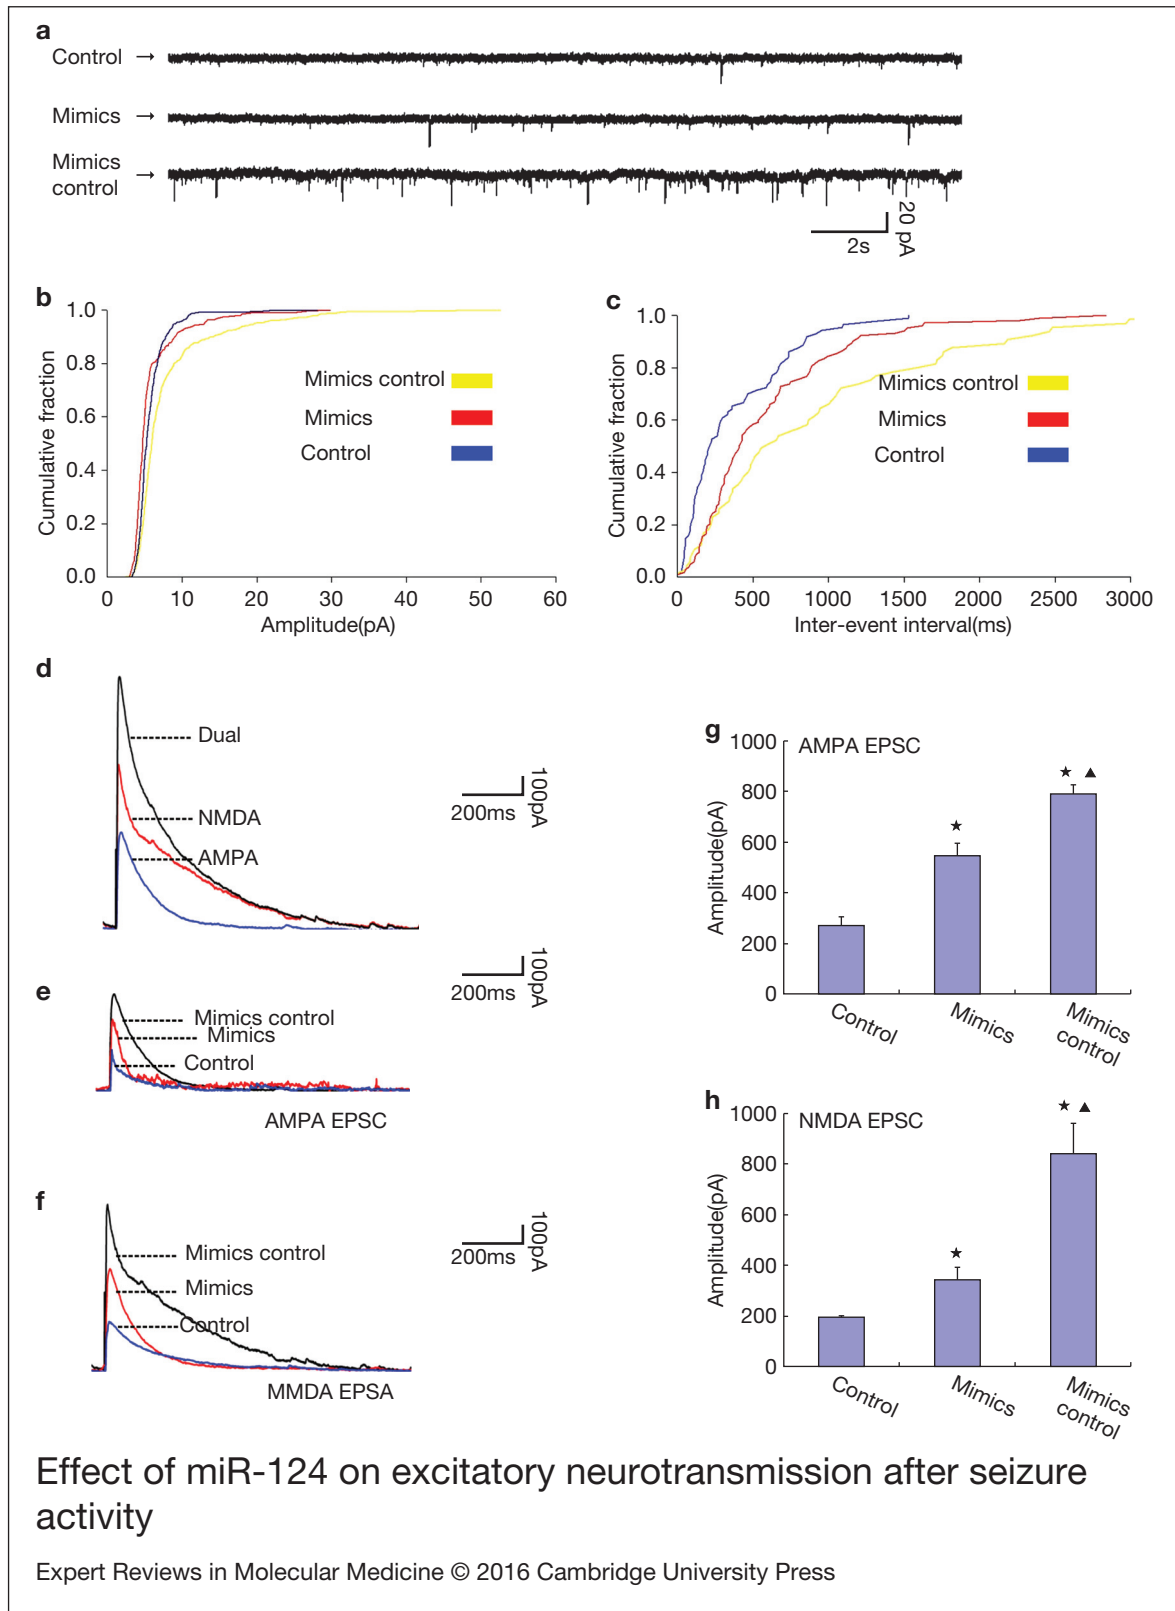 a
Control →
Mimics →
Mimics
control →
20 pA
2s
b
1.0
0.8
0.6
0.4
0.2
0.0
Cumulative fraction
Mimics control
Mimics
Control
0 10 20 30 40 50 60
Amplitude(pA)
c
1.0
0.8
0.6
0.4
0.2
0.0
Cumulative fraction
Mimics control
Mimics
Control
0 500 1000 1500 2000 2500 3000
Inter-event interval(ms)
d
Dual
NMDA
AMPA
200ms
100pA
e
Mimics control
Mimics
Control
200ms
100pA
AMPA EPSC
f
Mimics control
Mimics
Control
200ms
100pA
MMDA EPSA
g
AMPA EPSC
1000
800
600
400
200
0
Amplitude(pA)
★
★ ▲
Control
Mimics
Mimics
control
h
NMDA EPSC
1000
800
600
400
200
0
Amplitude(pA)
★
★ ▲
Control
Mimics
Mimics
control
Effect of miR-124 on excitatory neurotransmission after seizure
activity
Expert Reviews in Molecular Medicine © 2016 Cambridge University Press